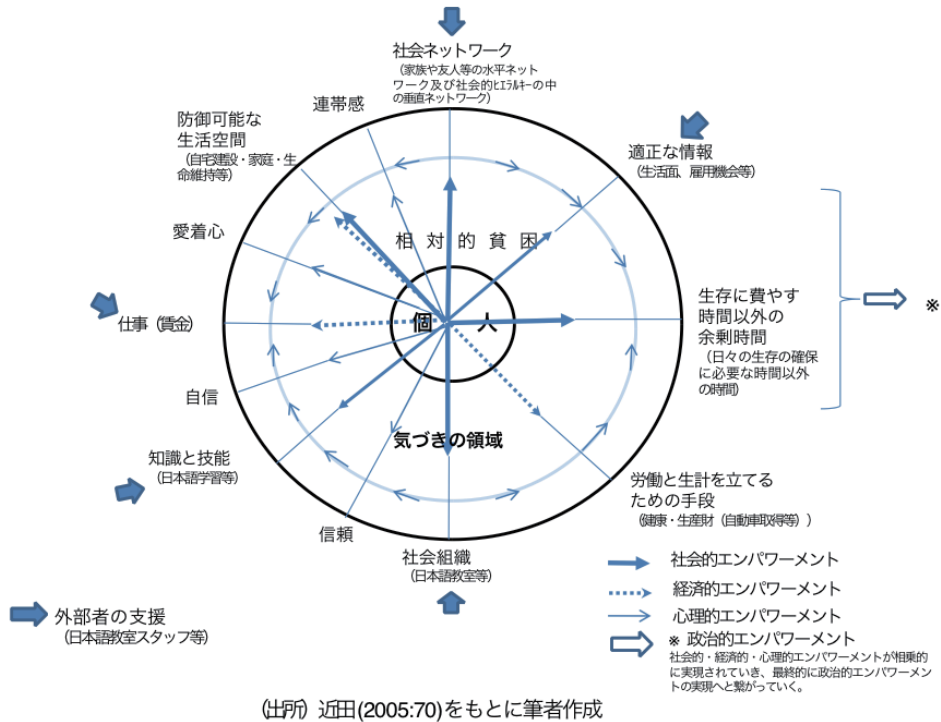 社会ネットワーク
（家族や友人等の水平ネット
ワーク及び社会的ﾋｴﾗﾙｷｰの中
の垂直ネットワーク）
連帯感
防御可能な
生活空間
（自宅建設・家庭・生
命維持等）
適正な情報
（生活面、雇用機会等）
愛着心
相対的貧困
仕事（賃金）
個人
生存に費やす
時間以外の
余剰時間
（日々の生存の確保
に必要な時間以外
の時間）
※
自信
気づきの領域
知識と技能
（日本語学習等）
労働と生計を立てる
ための手段
（健康・生産財（自動車取得等））
信頼
社会組織
（日本語教室等）
社会的エンパワーメント
経済的エンパワーメント
心理的エンパワーメント
※ 政治的エンパワーメント
社会的・経済的・心理的エンパワーメントが相乗的
に実現されていき、最終的に政治的エンパワーメン
トの実現へと繋がっていく。
外部者の支援
（日本語教室スタッフ等）
（出所）近田(2005:70)をもとに筆者作成